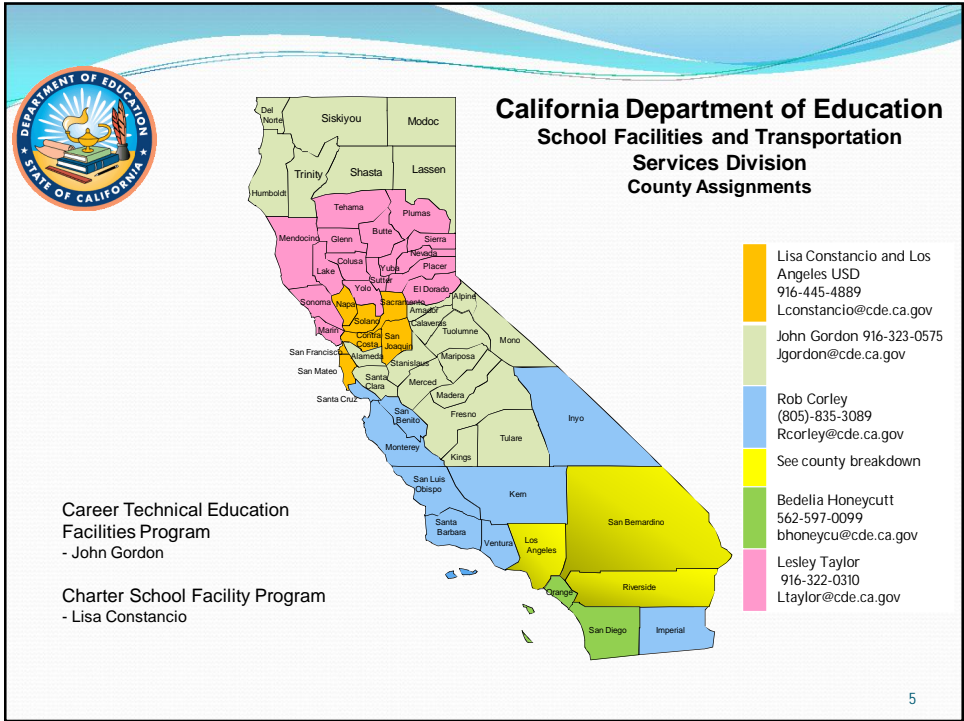 DEPARTMENT OF EDUCATION
STATE OF CALIFORNIA
California Department of Education
School Facilities and Transportation
Services Division
County Assignments
Del
Norte
Siskiyou
Modoc
Trinity
Shasta
Lassen
Humboldt
Tehama
Plumas
Mendocino
Glenn
Butte
Sierra
Nevada
Colusa
Lake
Yuba
Placer
Sutter
Yolo
El Dorado
Sonoma
Napa
Sacramento
Alpine
Amador
Solano
Calaveras
Marin
Contra
Costa
San
Joaquin
Tuolumne
Mono
San Francisco
Alameda
Stanislaus
Mariposa
San Mateo
Santa
Clara
Merced
Madera
Santa Cruz
San
Benito
Fresno
Inyo
Monterey
Tulare
Kings
San Luis
Obispo
Kern
San Bernardino
Santa
Barbara
Ventura
Los
Angeles
Riverside
Orange
San Diego
Imperial
Lisa Constancio and Los
Angeles USD
916-445-4889
Lconstancio@cde.ca.gov
John Gordon 916-323-0575
Jgordon@cde.ca.gov
Rob Corley
(805)-835-3089
Rcorley@cde.ca.gov
See county breakdown
Bedelia Honeycutt
562-597-0099
bhoneycu@cde.ca.gov
Lesley Taylor
916-322-0310
Ltaylor@cde.ca.gov
Career Technical Education
Facilities Program
- John Gordon
Charter School Facility Program
- Lisa Constancio
5